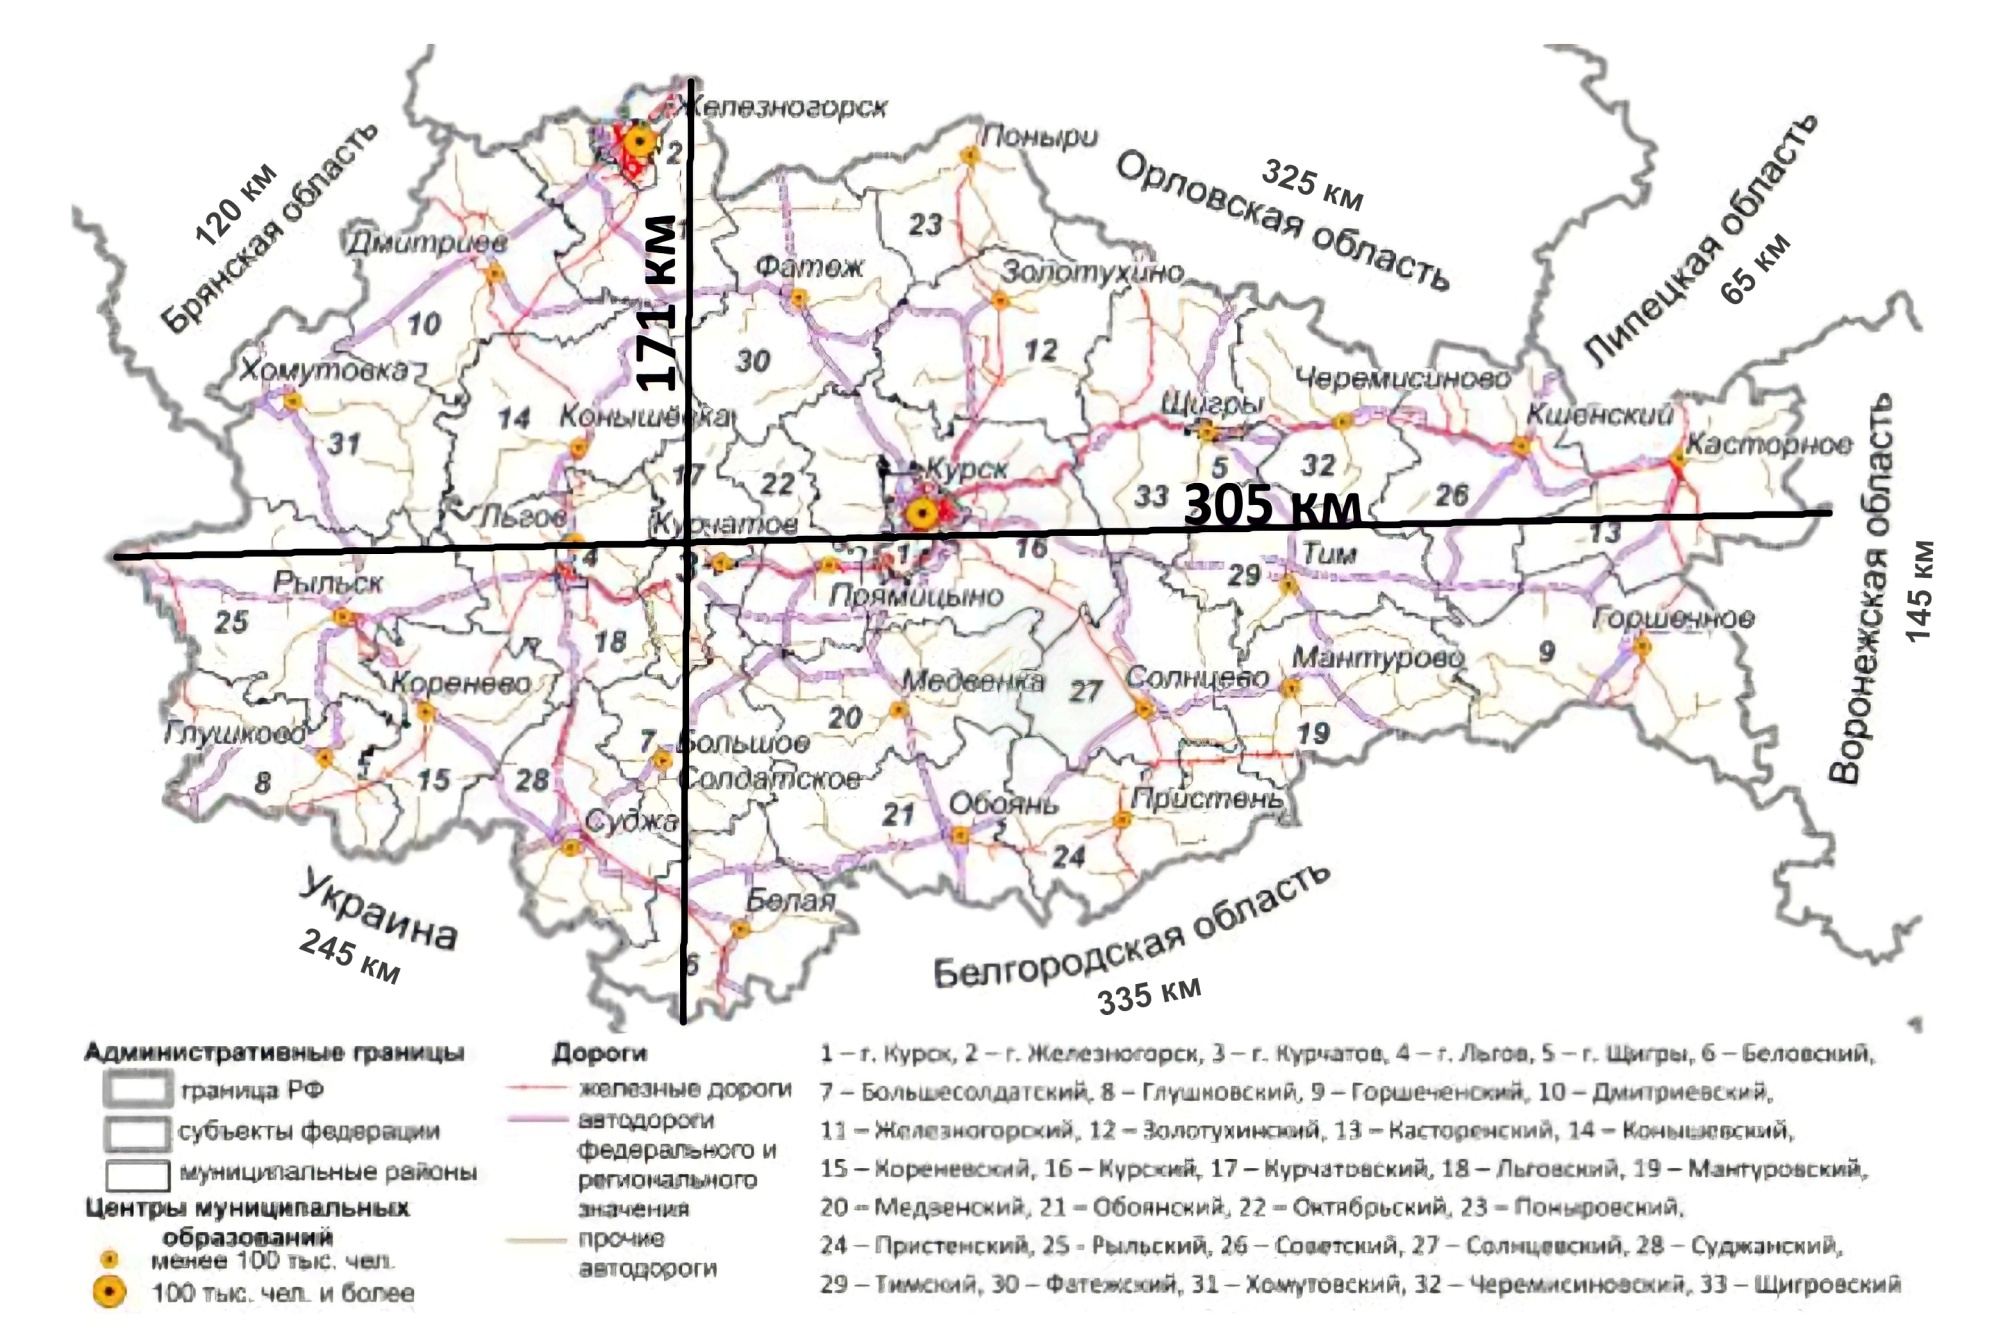 Железногорск
2
Поныри
120 км
Брянская область
Орловская область
325 км
Липецкая область
65 км
23
Дмитриев
171 км
Фатеж
Золотухино
10
30
12
Хомутовка
Черемисиново
14
Конышевка
Щигры
Кшенский
31
Касторное
17
22
Курск
5
32
33
26
305 км
Льгов
Курчатов
4
3
1
16
13
Тим
Рыльск
29
25
Прямицыно
18
Горшечное
9
Мантурово
Коренево
Медвенка
27
Солнцево
20
Глушково
7
Большое
Солдатское
19
8
15
28
Пристень
Обоянь
21
Суджа
24
Воронежская область
145 км
Украина
245 км
Белая
6
Белгородская область
335 км
Административные границы
граница РФ
субъекты федерации
муниципальные районы
Центры муниципальных
образований
менее 100 тыс. чел.
100 тыс. чел. и более
Дороги
железные дороги
автодороги
федерального и
регионального
значения
прочие
автодороги
1 – г. Курск, 2 – г. Железногорск, 3 – г. Курчатов, 4 – г. Льгов, 5 – г. Щигры, 6 – Беловский,
7 – Большесолдатский, 8 – Глушковский, 9 – Горшеченский, 10 – Дмитриевский,
11 – Железногорский, 12 – Золотухинский, 13 – Касторенский, 14 – Конышевский,
15 – Кореневский, 16 – Курский, 17 – Курчатовский, 18 – Льговский, 19 – Мантуровский,
20 – Медвенский, 21 – Обоянский, 22 – Октябрьский, 23 – Поныровский,
24 – Пристенский, 25 - Рыльский, 26 – Советский, 27 – Солнцевский, 28 – Суджанский,
29 – Тимский, 30 – Фатежский, 31 – Хомутовский, 32 – Черемисиновский, 33 – Щигровский